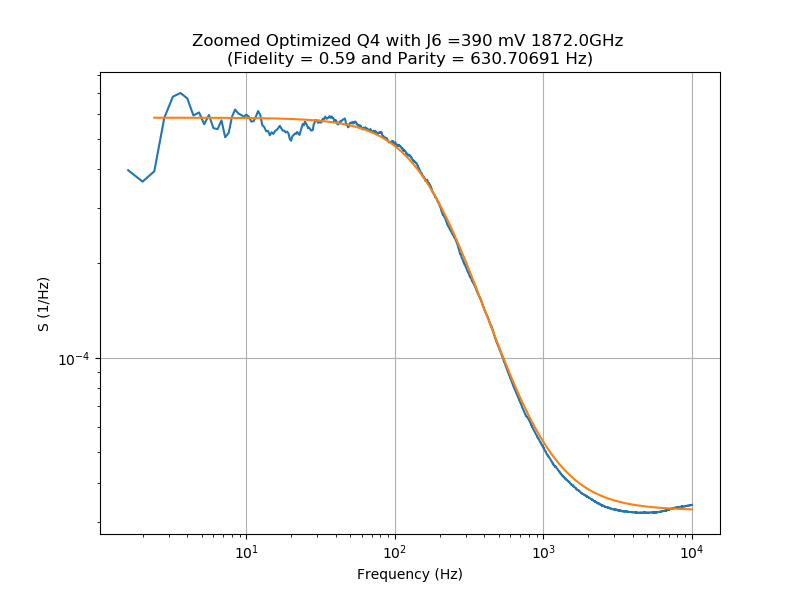 Zoomed Optimized Q4 with J6 =390 mV 1872.0GHz
(Fidelity = 0.59 and Parity = 630.70691 Hz)
S (1/Hz)
10⁻⁴
10¹ 10² 10³ 10⁴
Frequency (Hz)